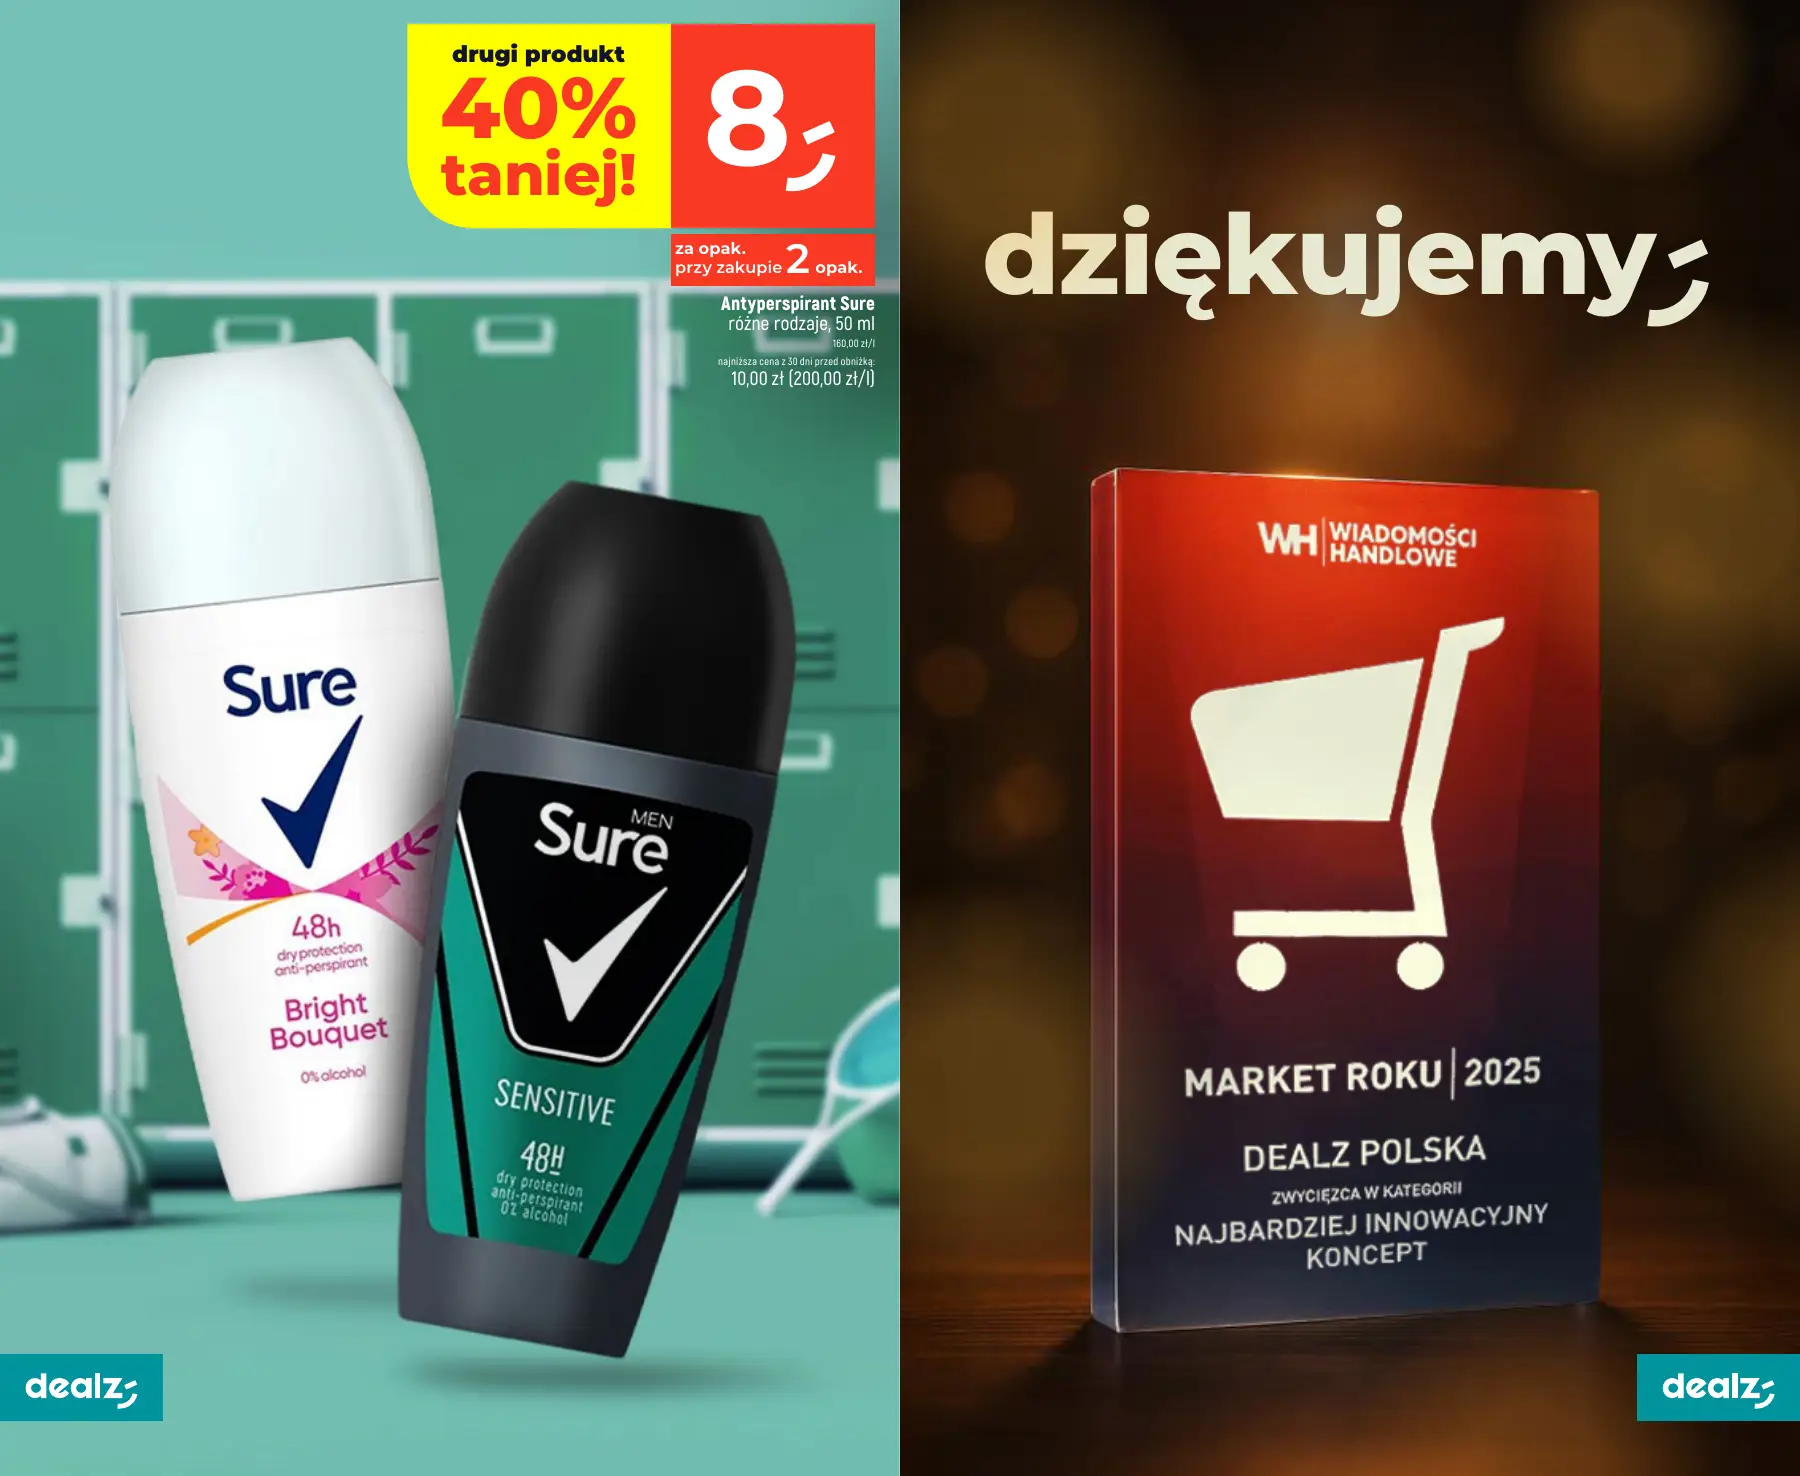 drugi produkt
40%
taniej!
8,-
za opak.
przy zakupie 2 opak.
Antyperspirant Sure
różne rodzaje, 50 ml
160,00 zł/l
najniższa cena z 30 dni przed obniżką:
10,00 zł (200,00 zł/l)
Sure
48h
dry protection
anti-perspirant
Bright
Bouquet
0% alcohol
MEN
Sure
SENSITIVE
48H
dry protection
anti-perspirant
0% alcohol
dealz
dziękujemy
WH WIADOMOŚCI
HANDLOWE
MARKET ROKU | 2025
DEALZ POLSKA
ZWYCIĘZCA W KATEGORII
NAJBARDZIEJ INNOWACYJNY
KONCEPT
dealz